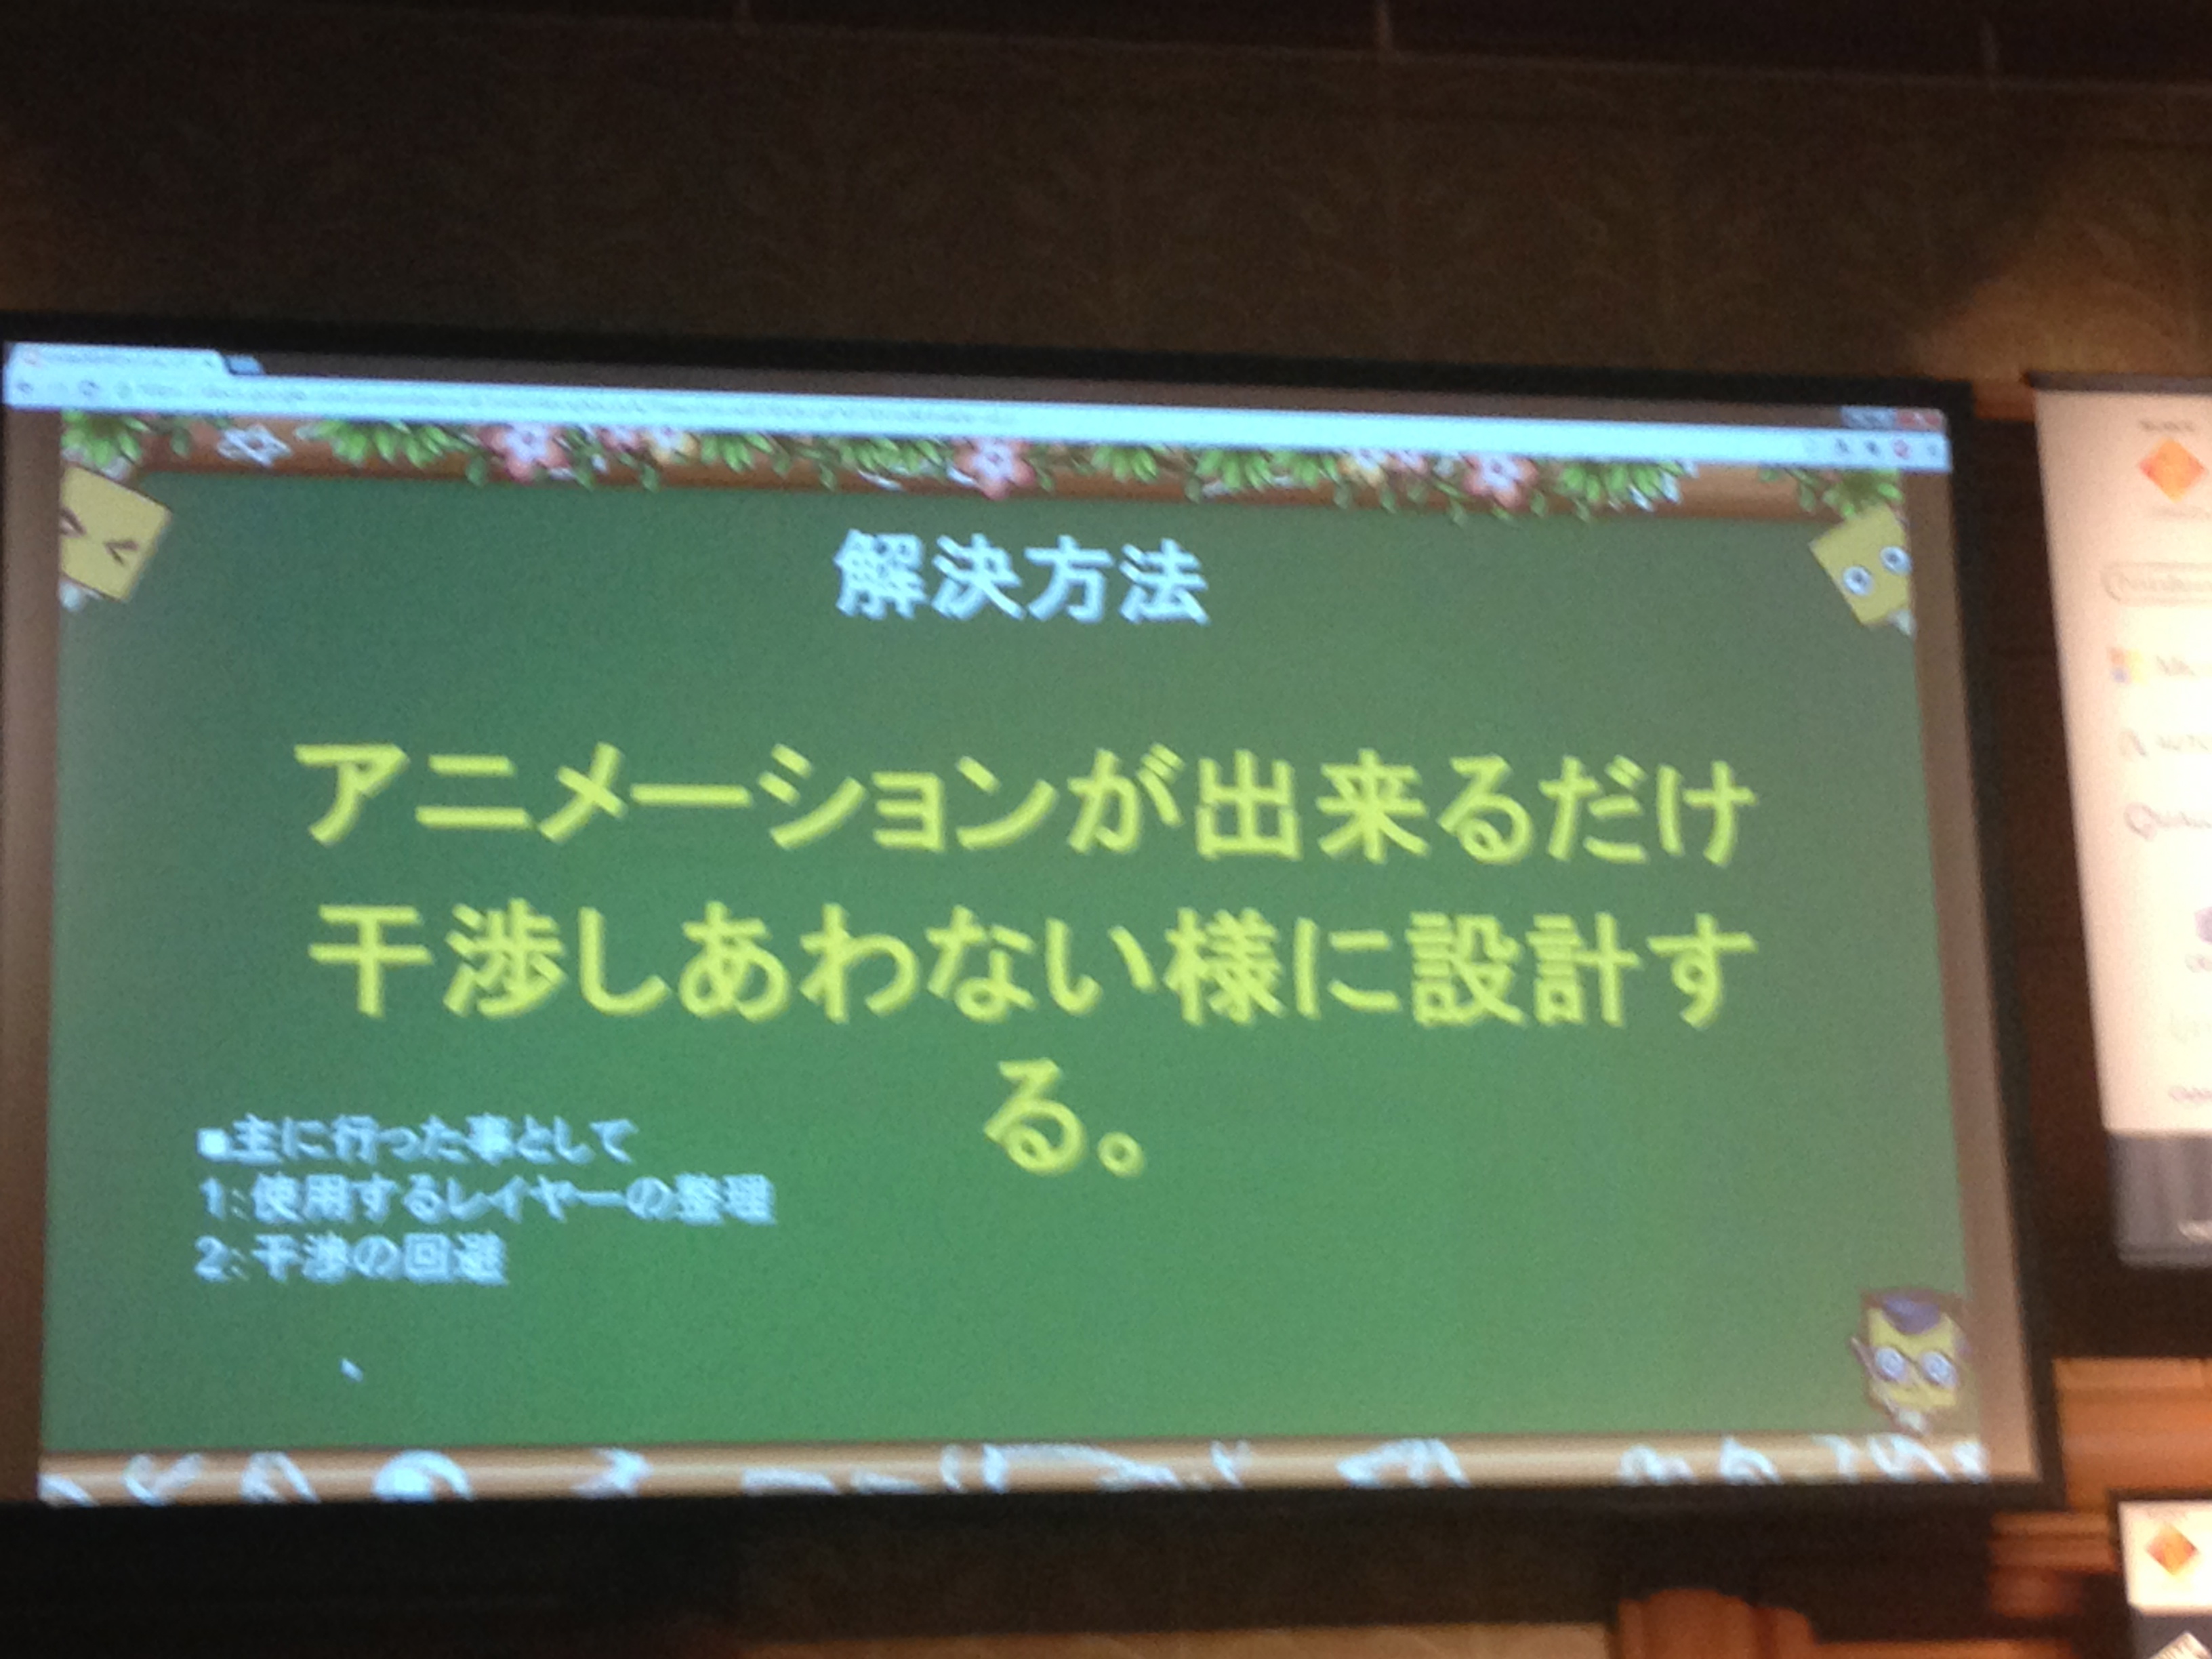 解決方法
アニメーションが出来るだけ
干渉しあわない様に設計す
る。
■主に行った事として
1:使用するレイヤーの整理
2:干渉の回避